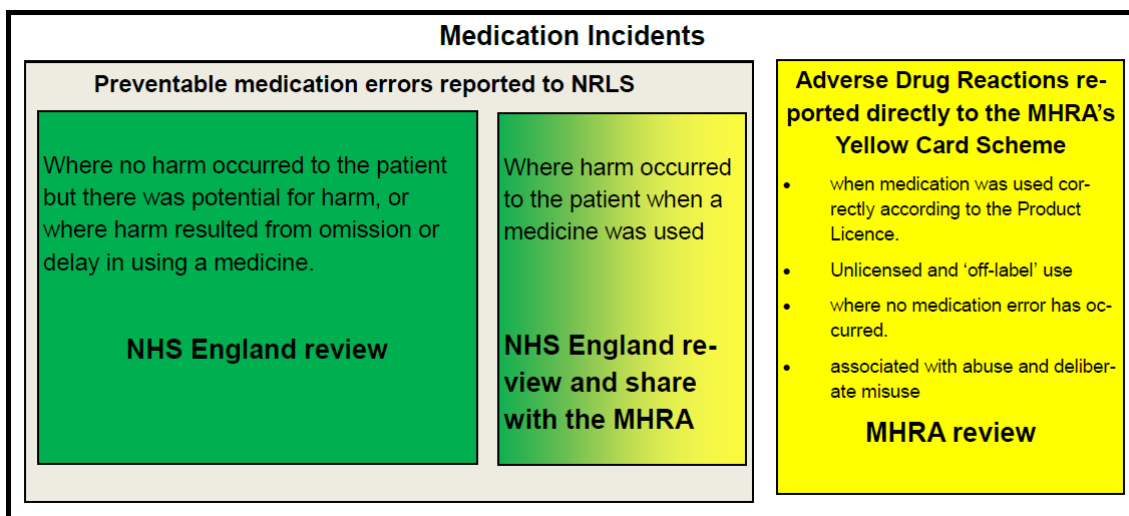 Medication Incidents
Preventable medication errors reported to NRLS
Where no harm occurred to the patient
but there was potential for harm, or
where harm resulted from omission or
delay in using a medicine.
NHS England review
Where harm occurred
to the patient when a
medicine was used
NHS England re-
view and share
with the MHRA
Adverse Drug Reactions re-
ported directly to the MHRA's
Yellow Card Scheme
• when medication was used cor-
rectly according to the Product
Licence.
• Unlicensed and ‘off-label’ use
• where no medication error has oc-
curred.
• associated with abuse and deliber-
ate misuse
MHRA review